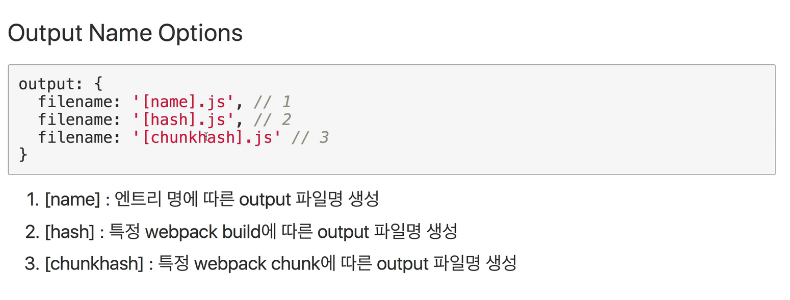 Output Name Options
output: {
filename: '[name].js', // 1
filename: '[hash].js', // 2
filename: '[chunkhash].js' // 3
}
1. [name] : 엔트리 명에 따른 output 파일명 생성
2. [hash] : 특정 webpack build에 따른 output 파일명 생성
3. [chunkhash] : 특정 webpack chunk에 따른 output 파일명 생성